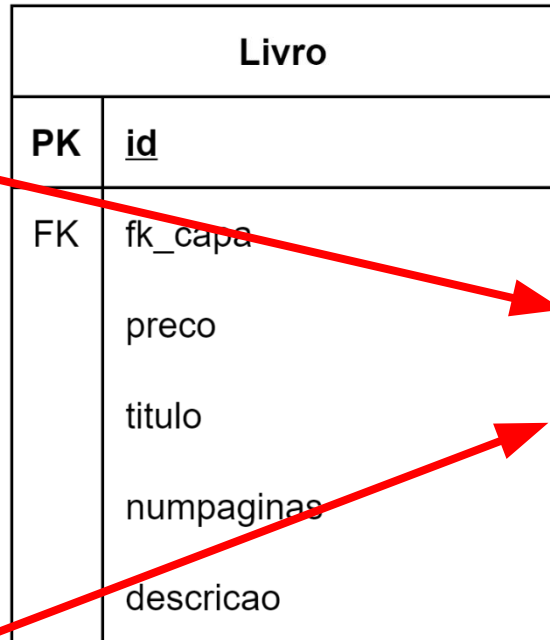 Livro
PK id
FK fk_capa
preco
titulo
numpaginas
descricao